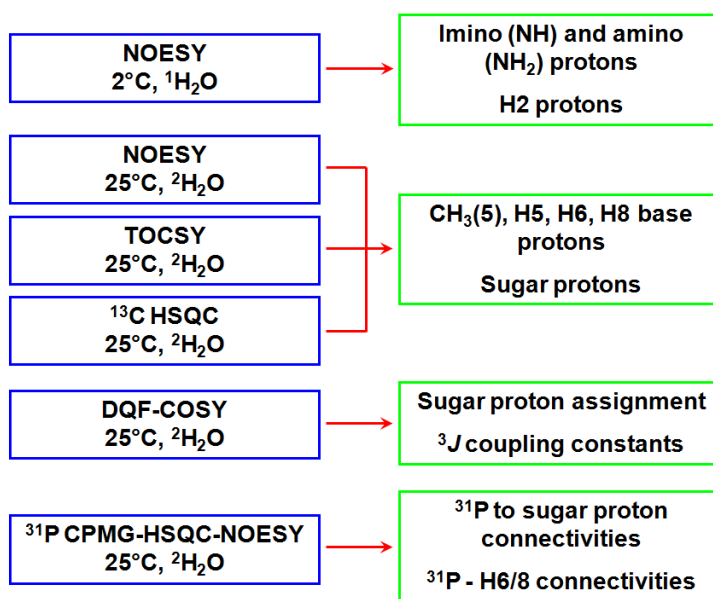 NOESY
2°C, ¹H₂O
Imino (NH) and amino
(NH₂) protons
H2 protons
NOESY
25°C, ²H₂O
TOCSY
25°C, ²H₂O
¹³C HSQC
25°C, ²H₂O
CH₃(5), H5, H6, H8 base
protons
Sugar protons
DQF-COSY
25°C, ²H₂O
Sugar proton assignment
³J coupling constants
³¹P CPMG-HSQC-NOESY
25°C, ²H₂O
³¹P to sugar proton
connectivities
³¹P - H6/8 connectivities